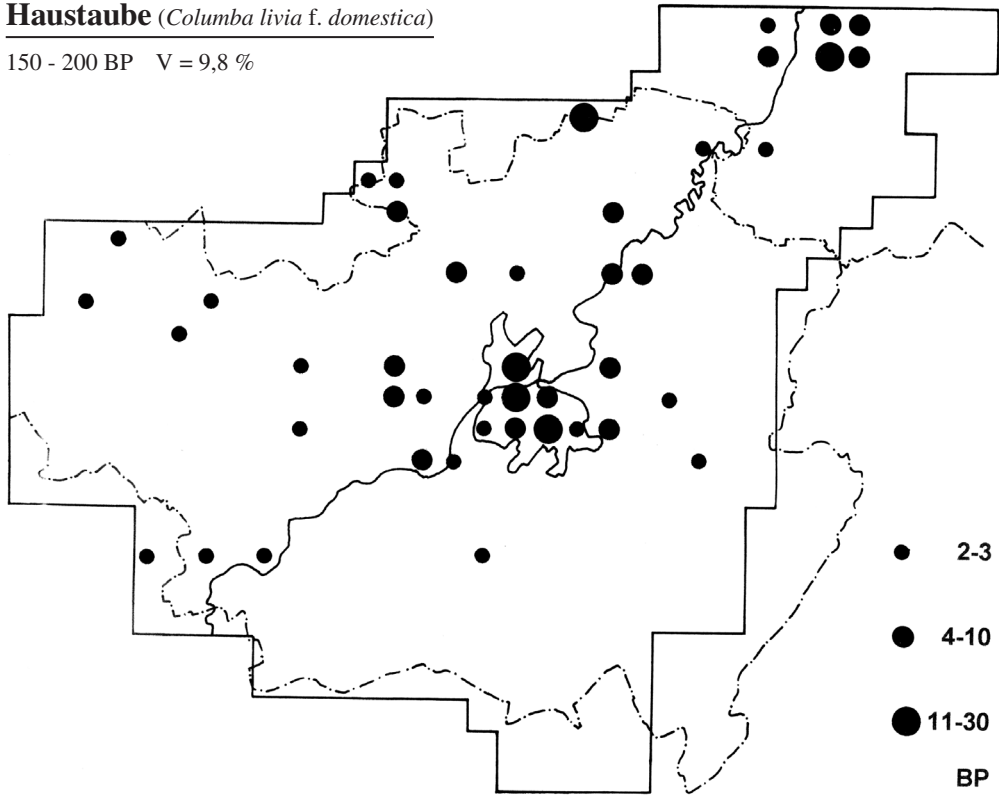 Haustaube (Columba livia f. domestica)
150 - 200 BP V = 9,8 %
2-3
4-10
11-30
BP